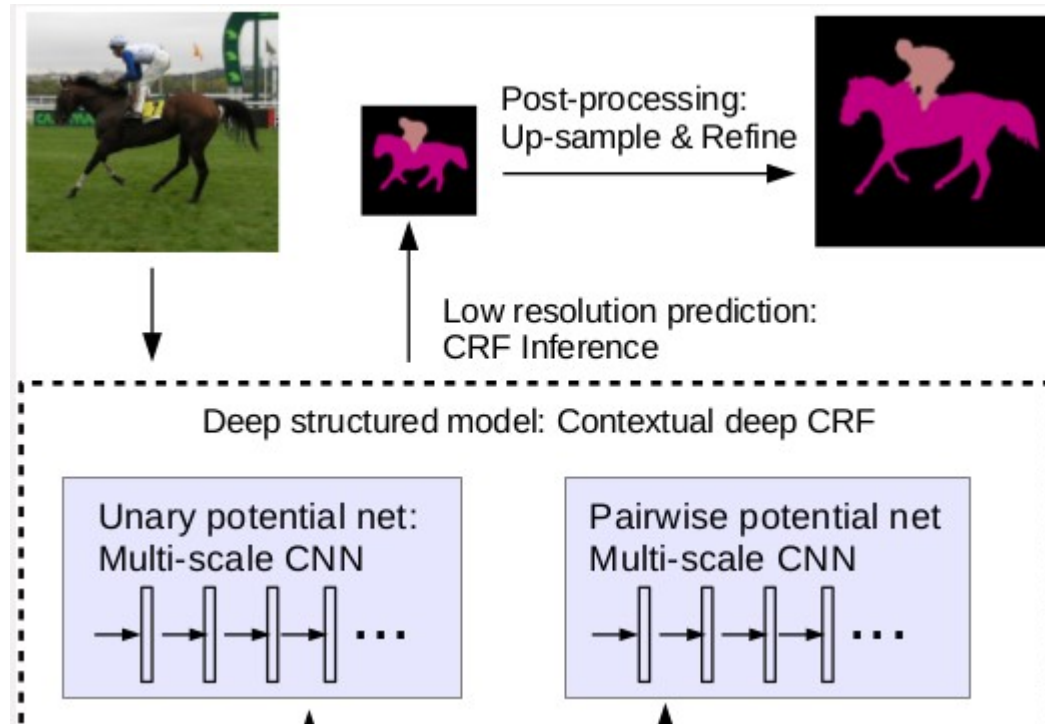 Post-processing:
Up-sample & Refine
Low resolution prediction:
CRF Inference
Deep structured model: Contextual deep CRF
Unary potential net:
Multi-scale CNN
Pairwise potential net
Multi-scale CNN